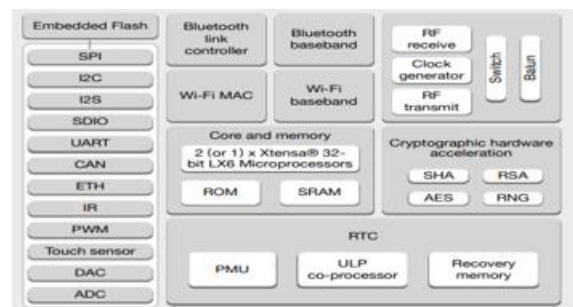 Embedded Flash
SPI
I2C
I2S
SDIO
UART
CAN
ETH
IR
PWM
Touch sensor
DAC
ADC
Bluetooth
link
controller
Bluetooth
baseband
Wi-Fi MAC
Wi-Fi
baseband
RF
receive
Clock
generator
RF
transmit
Switch
Balun
Core and memory
2 (or 1) x Xtensa® 32-
bit LX6 Microprocessors
ROM
SRAM
Cryptographic hardware
acceleration
SHA
RSA
AES
RNG
RTC
PMU
ULP
co-processor
Recovery
memory